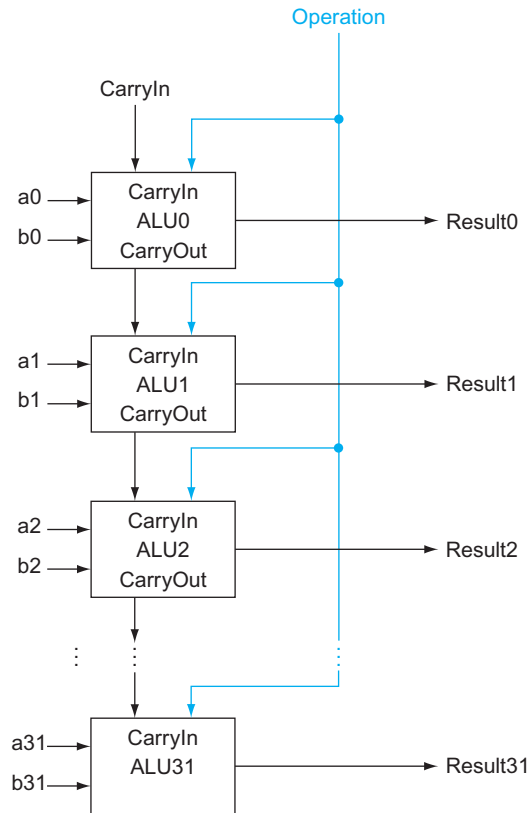 Operation
CarryIn
a0
b0
CarryIn
ALU0
CarryOut
Result0
a1
b1
CarryIn
ALU1
CarryOut
Result1
a2
b2
CarryIn
ALU2
CarryOut
Result2
a31
b31
CarryIn
ALU31
Result31